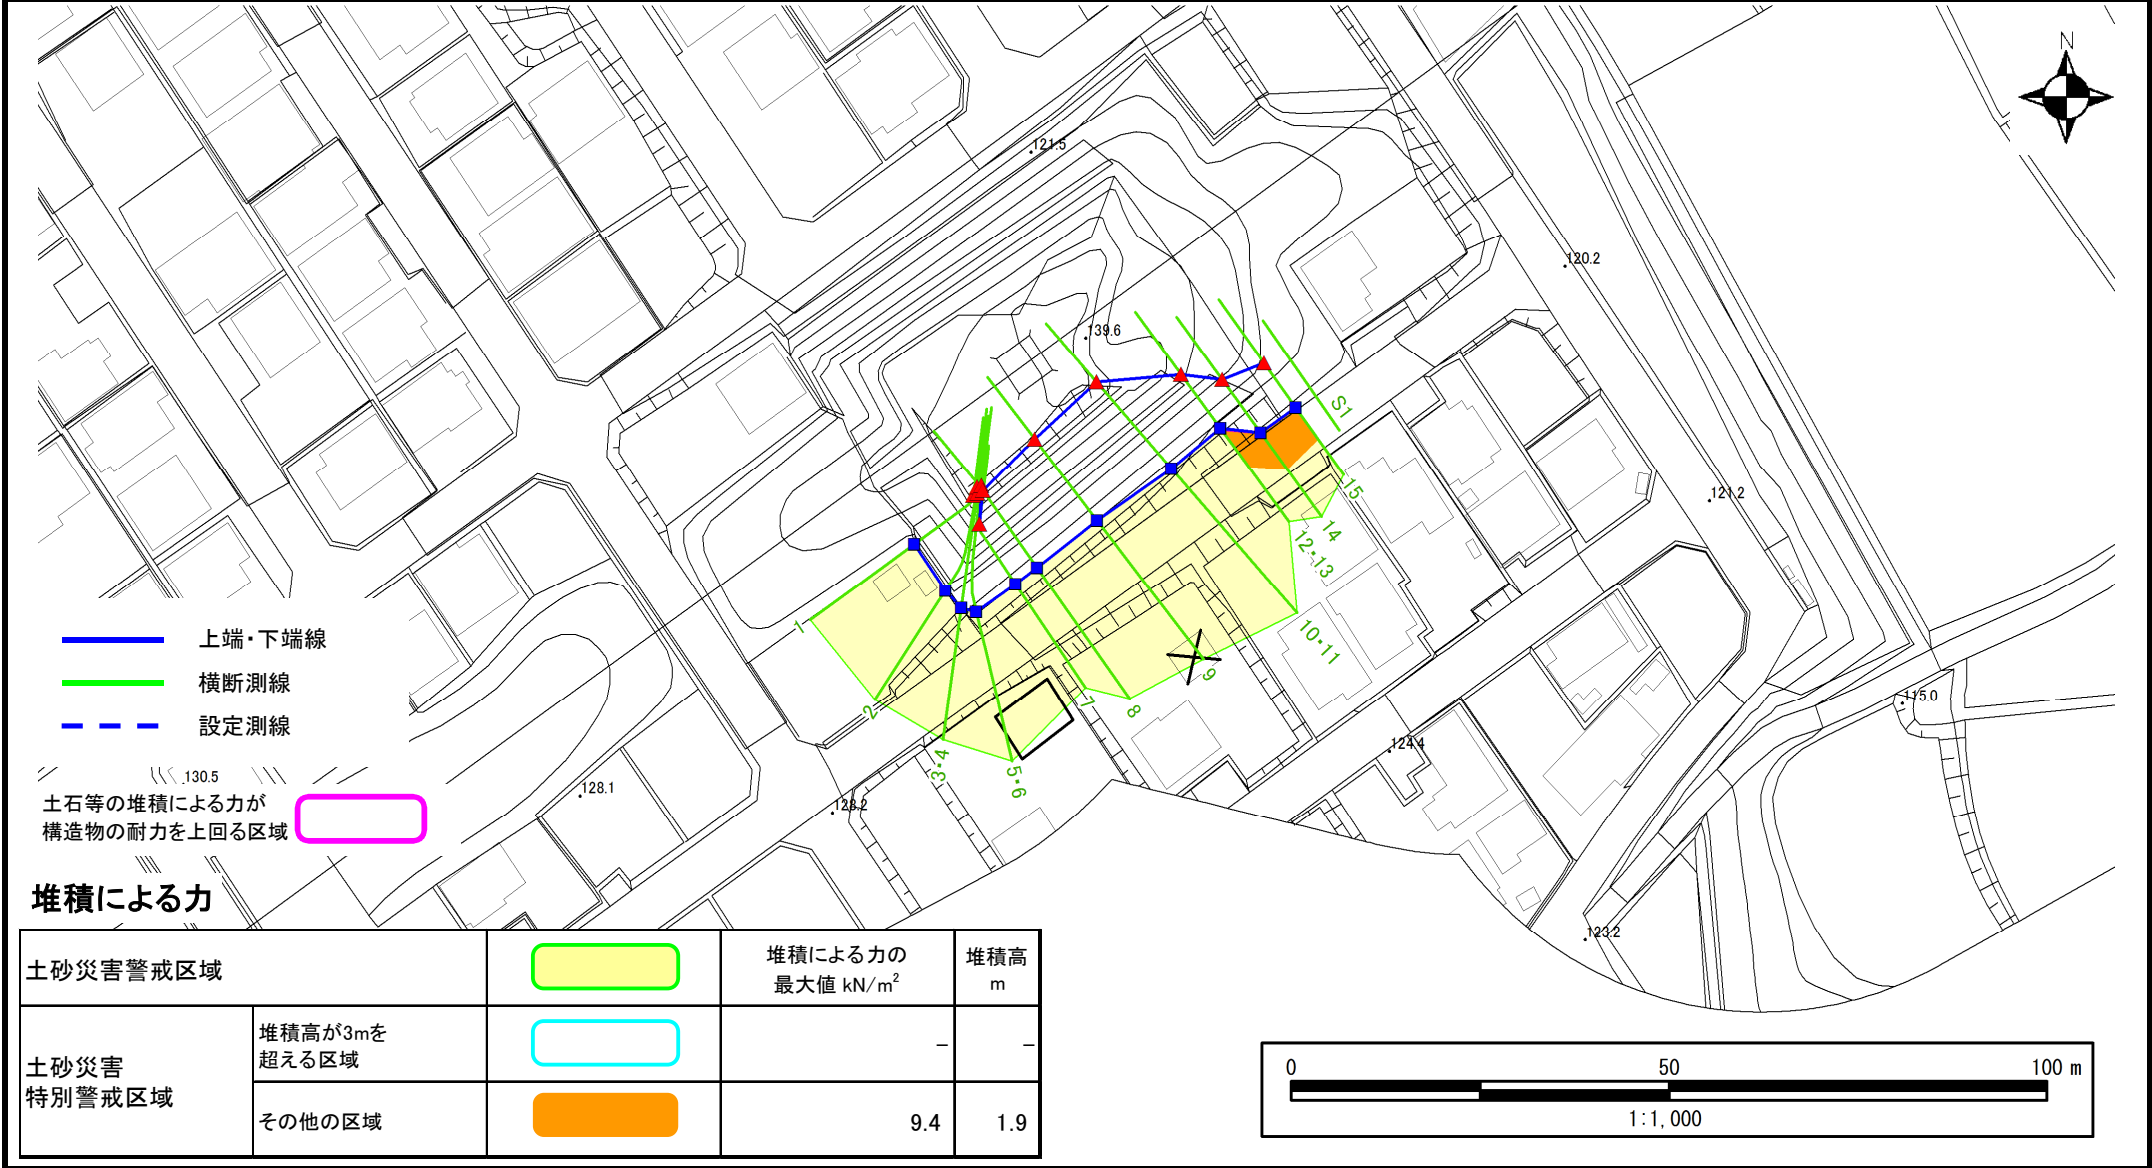 N
121.5
120.2
139.6
S1
121.2
15
14
12・13
10・11
9
8
7
5・6
3・4
2
1
115.0
124.4
128.2
128.1
130.5
123.2
上端・下端線
横断測線
設定測線
土石等の堆積による力が
構造物の耐力を上回る区域
堆積による力
土砂災害警戒区域
堆積による力の
最大値 kN/m²
堆積高
m
土砂災害
特別警戒区域
堆積高が3mを
超える区域
−
−
その他の区域
9.4
1.9
0
50
100 m
1:1,000